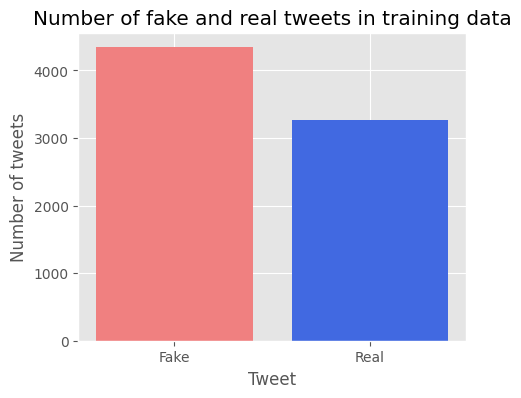 Number of fake and real tweets in training data
Number of tweets
4000
3000
2000
1000
0
Fake Real
Tweet